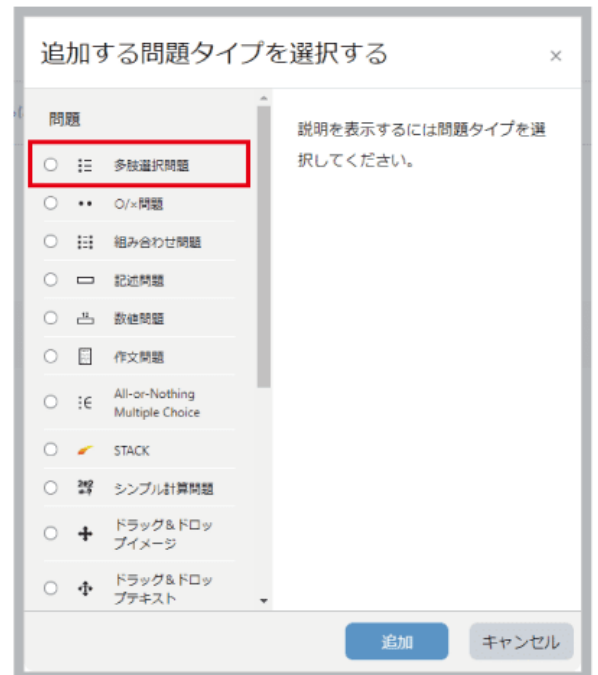 追加する問題タイプを選択する ×
問題
多肢選択問題
○/×問題
組み合わせ問題
記述問題
数値問題
作文問題
All-or-Nothing
Multiple Choice
STACK
シンプル計算問題
ドラッグ&ドロッ
プイメージ
ドラッグ&ドロッ
プテキスト
説明を表示するには問題タイプを選
択してください。
追加
キャンセル